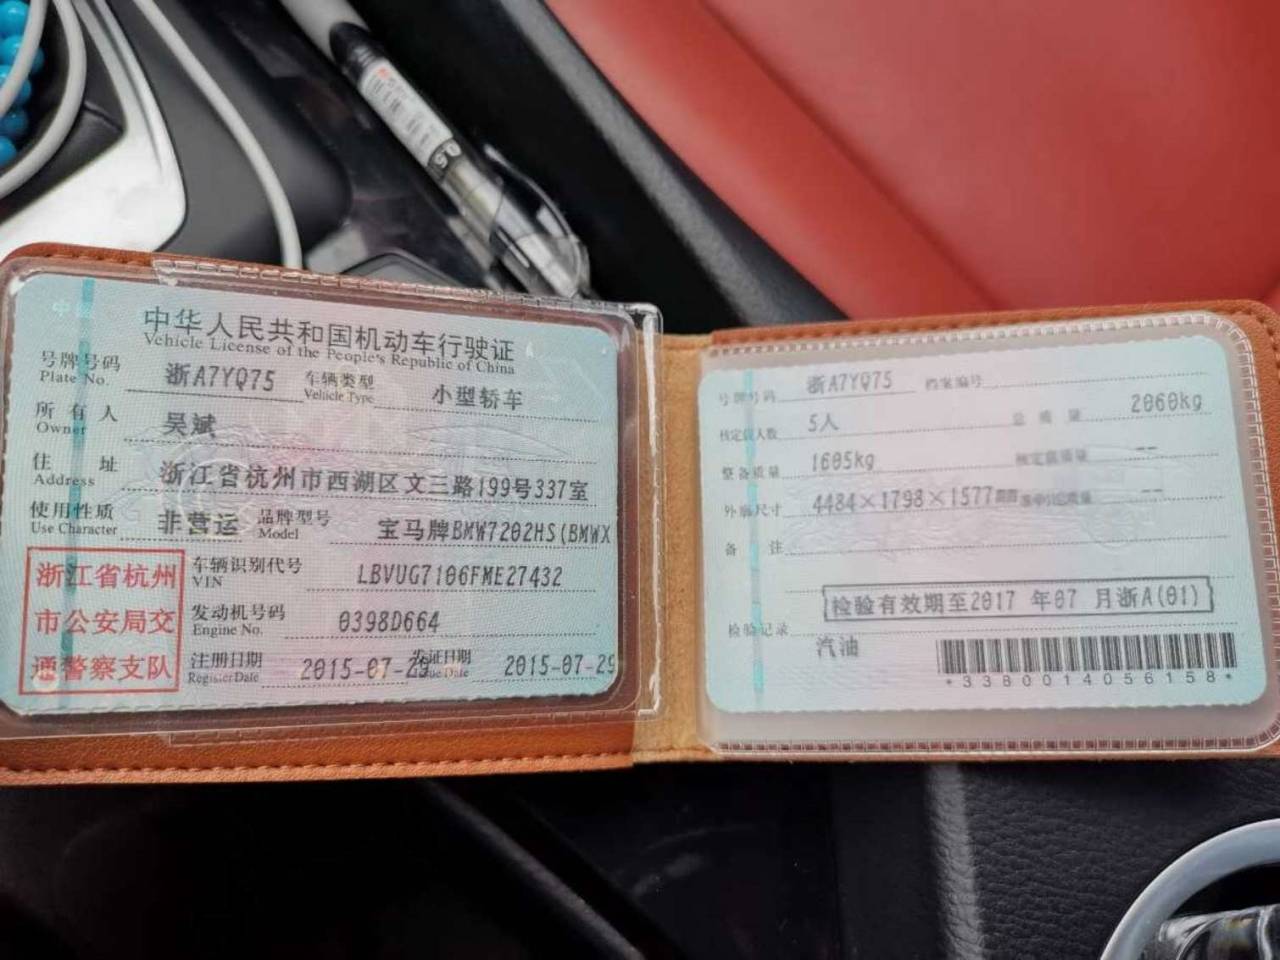 中华人民共和国机动车行驶证
Vehicle License of the People's Republic of China
号牌号码 浙A7YQ75 车辆类型 小型轿车
Plate No. Vehicle Type
所有人 吴斌
Owner
住址 浙江省杭州市西湖区文三路199号337室
Address
使用性质 非营运 品牌型号 宝马牌BMW7202HS(BMWX
Use Character Model
浙江省杭州
市公安局交
通警察支队
车辆识别代号 LBVUG7106FME27432
VIN
发动机号码 0398D664
Engine No.
注册日期 2015-07-29 发证日期 2015-07-29
Register Date Issue Date
号牌号码 浙A7YQ75 档案编号
核定载人数 5人 总质量 2060kg
整备质量 1605kg 核定载质量 --
外廓尺寸 4484×1798×1577 --
备注
检验有效期至2017年07月浙A(01)
检验记录
汽油
*3380014056158*